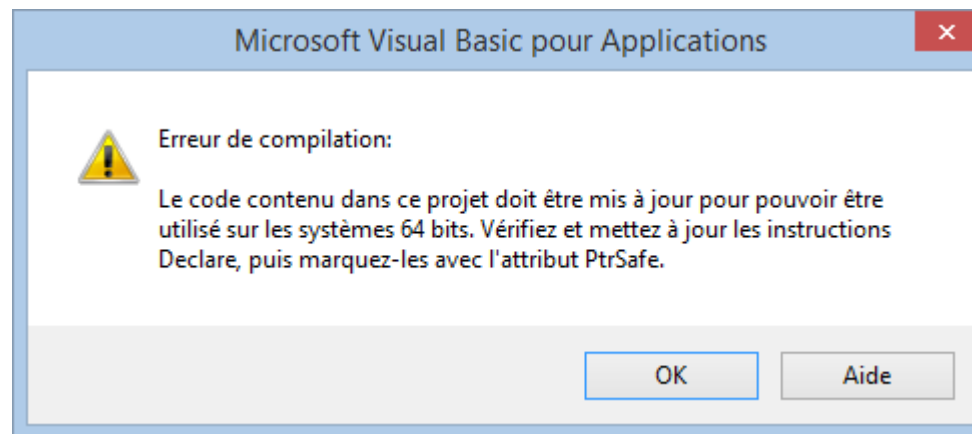 Microsoft Visual Basic pour Applications
Erreur de compilation:
Le code contenu dans ce projet doit être mis à jour pour pouvoir être
utilisé sur les systèmes 64 bits. Vérifiez et mettez à jour les instructions
Declare, puis marquez-les avec l'attribut PtrSafe.
OK
Aide